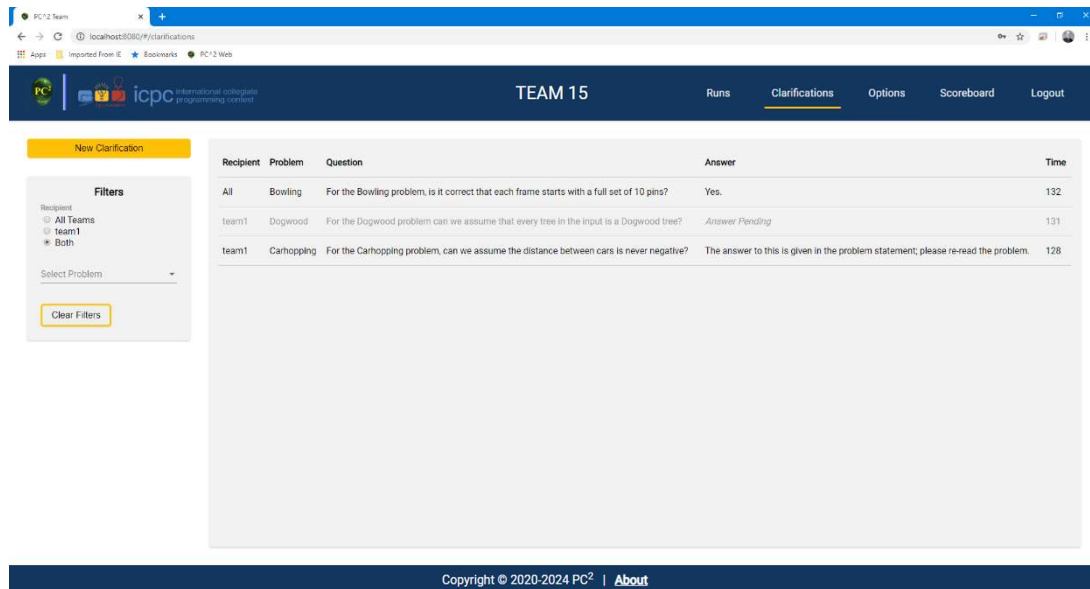 PC^2 Team
localhost:8080/#/clarifications
Apps Imported From IE Bookmarks PC^2 Web
PC² icpc international collegiate programming contest TEAM 15 Runs Clarifications Options Scoreboard Logout
New Clarification
Filters
Recipient
All Teams
team1
Both
Select Problem
Clear Filters
Recipient Problem Question Answer Time
All Bowling For the Bowling problem, is it correct that each frame starts with a full set of 10 pins? Yes. 132
team1 Dogwood For the Dogwood problem can we assume that every tree in the input is a Dogwood tree? Answer Pending 131
team1 Carhopping For the Carhopping problem, can we assume the distance between cars is never negative? The answer to this is given in the problem statement; please re-read the problem. 128
Copyright © 2020-2024 PC² | About